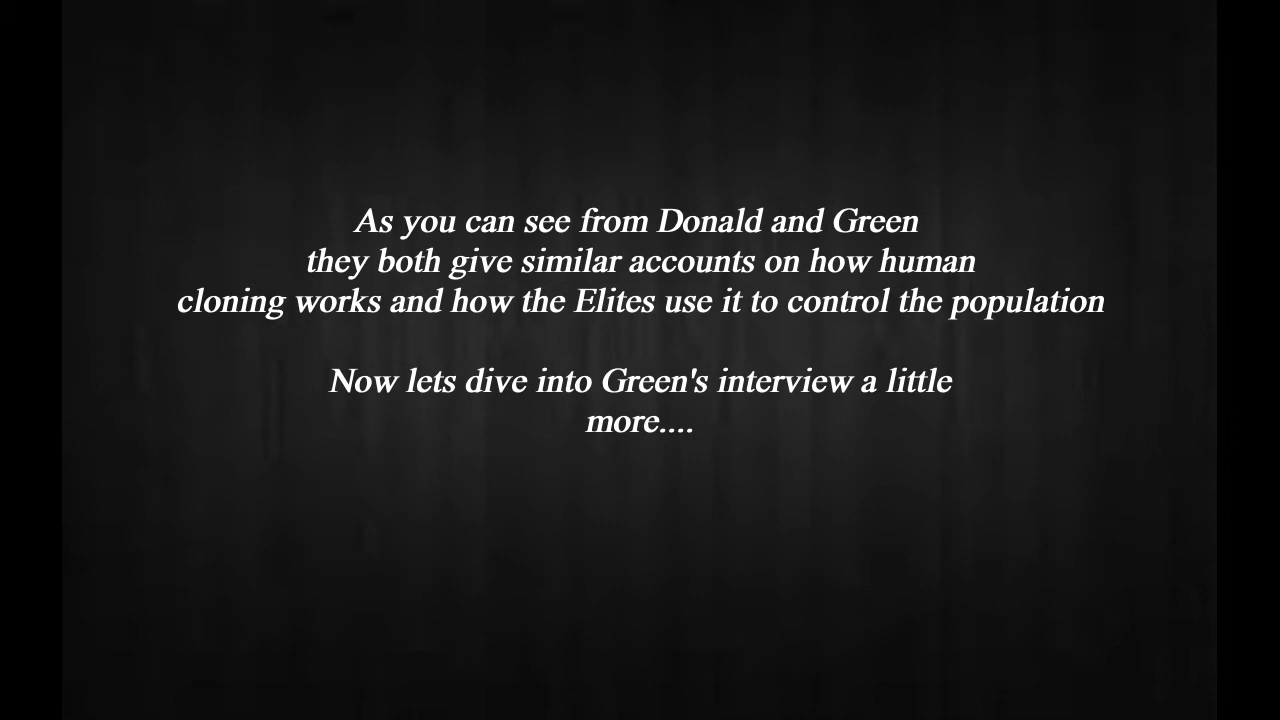 As you can see from Donald and Green
they both give similar accounts on how human
cloning works and how the Elites use it to control the population
Now lets dive into Green's interview a little
more....